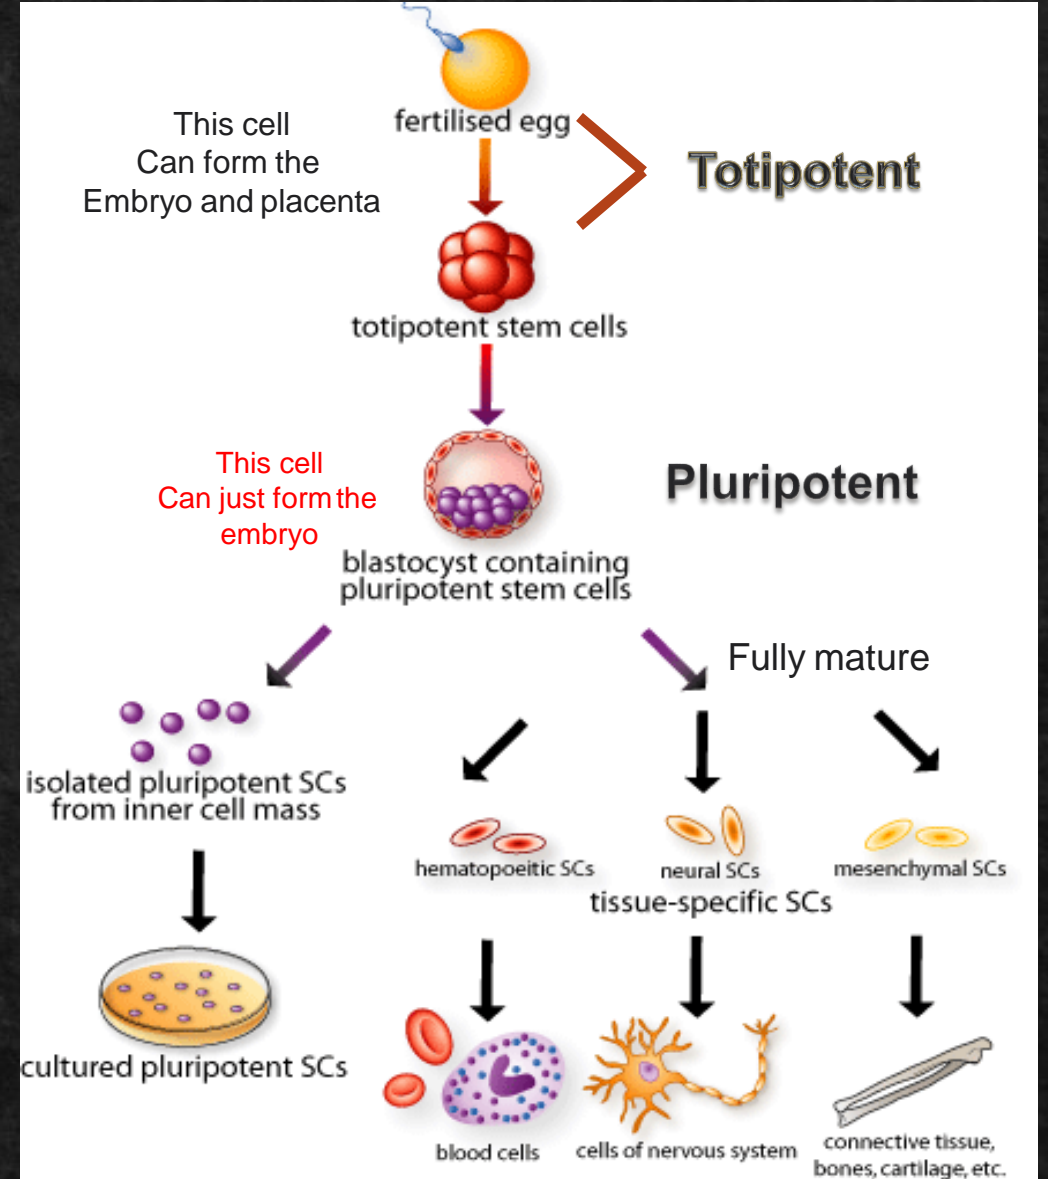 fertilised egg
This cell
Can form the
Embryo and placenta
Totipotent
totipotent stem cells
This cell
Can just form the
embryo
Pluripotent
blastocyst containing
pluripotent stem cells
Fully mature
isolated pluripotent SCs
from inner cell mass
hematopoeitic SCs
neural SCs
mesenchymal SCs
tissue-specific SCs
cultured pluripotent SCs
blood cells
cells of nervous system
connective tissue,
bones, cartilage, etc.